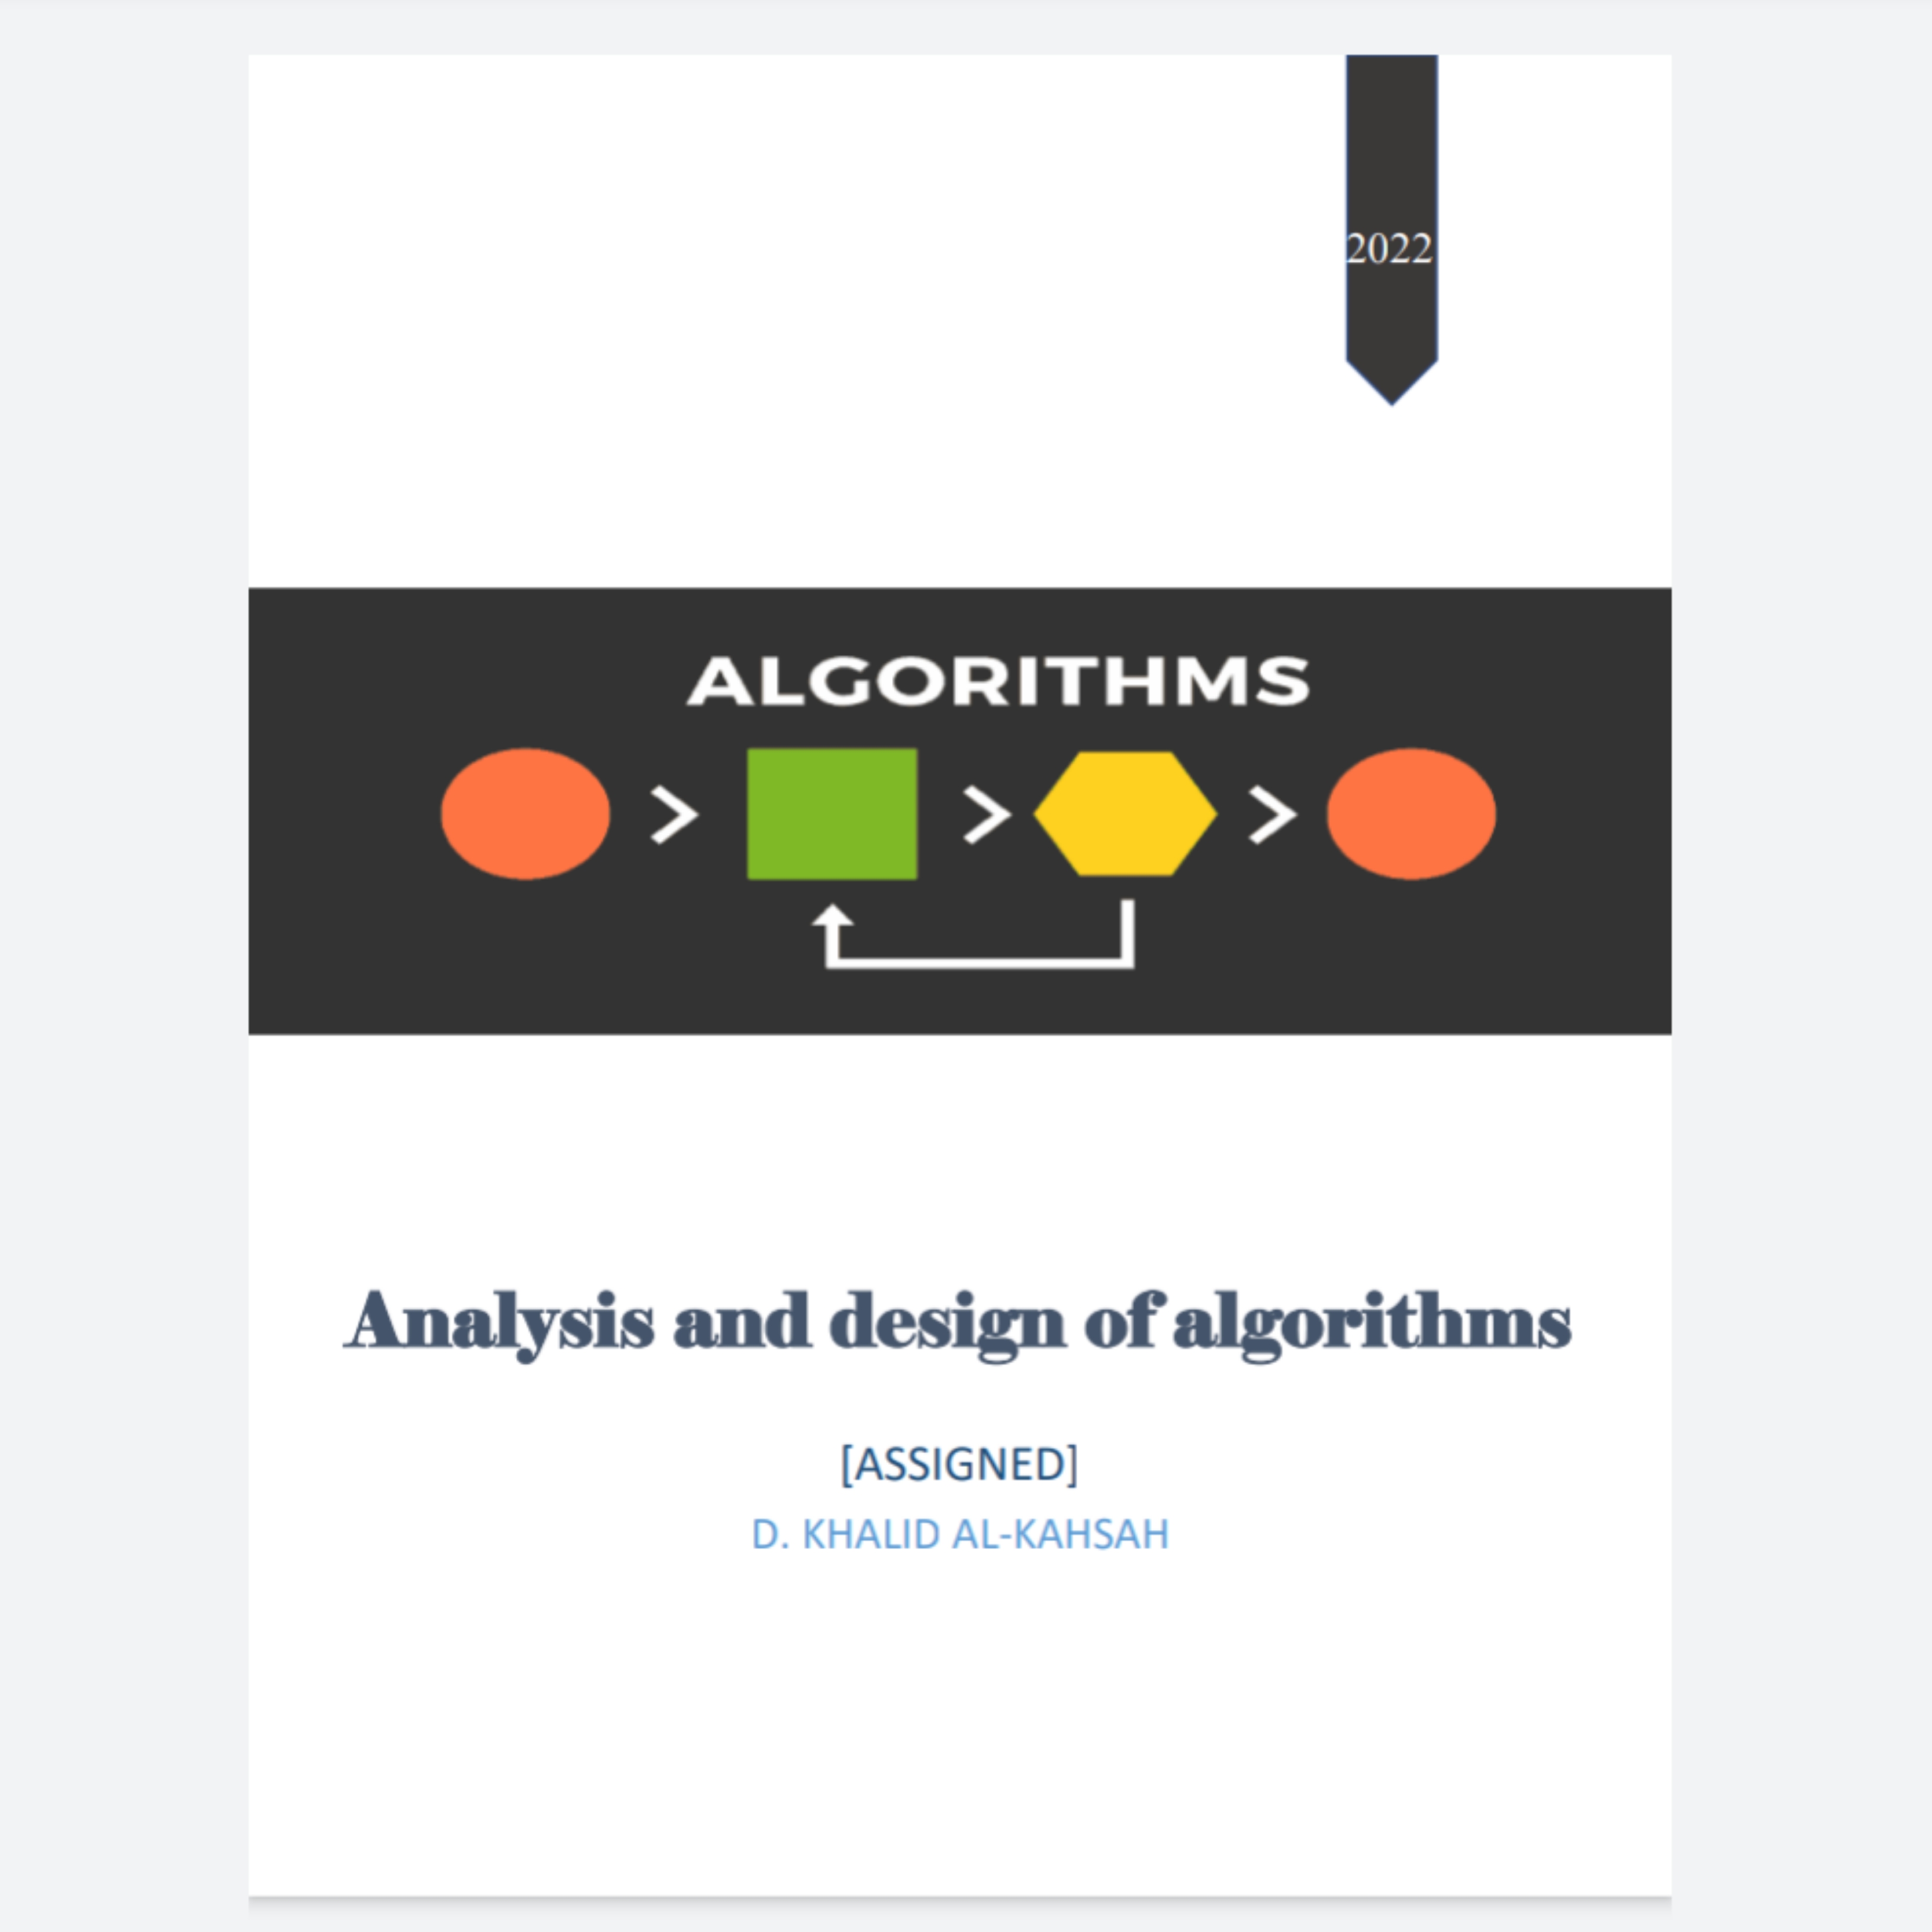 2022
ALGORITHMS
Analysis and design of algorithms
[ASSIGNED]
D. KHALID AL-KAHSAH